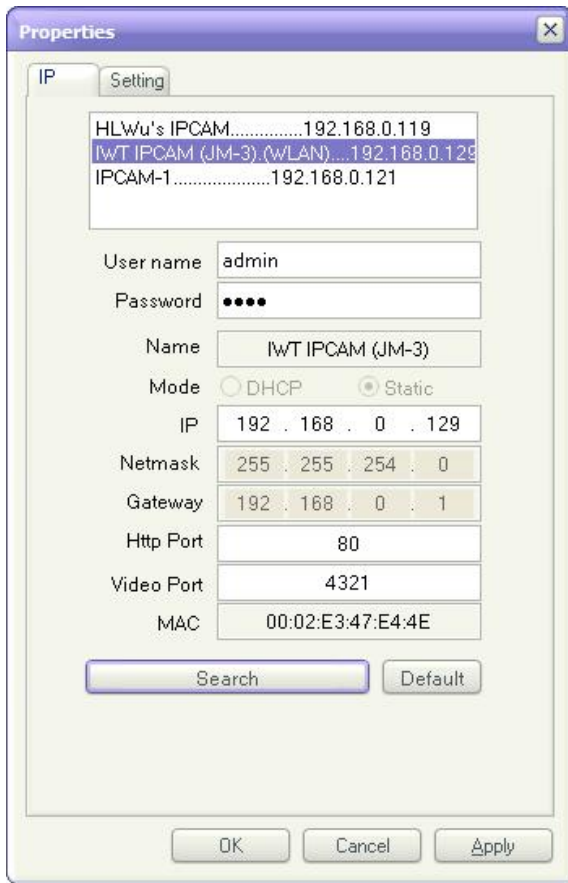 Properties
IP Setting
HLWu's IPCAM..............192.168.0.119
IWT IPCAM (JM-3).(WLAN)....192.168.0.129
IPCAM-1.....................192.168.0.121
User name admin
Password ••••
Name IWT IPCAM (JM-3)
Mode DHCP Static
IP 192 . 168 . 0 . 129
Netmask 255 . 255 . 254 . 0
Gateway 192 . 168 . 0 . 1
Http Port 80
Video Port 4321
MAC 00:02:E3:47:E4:4E
Search Default
OK Cancel Apply